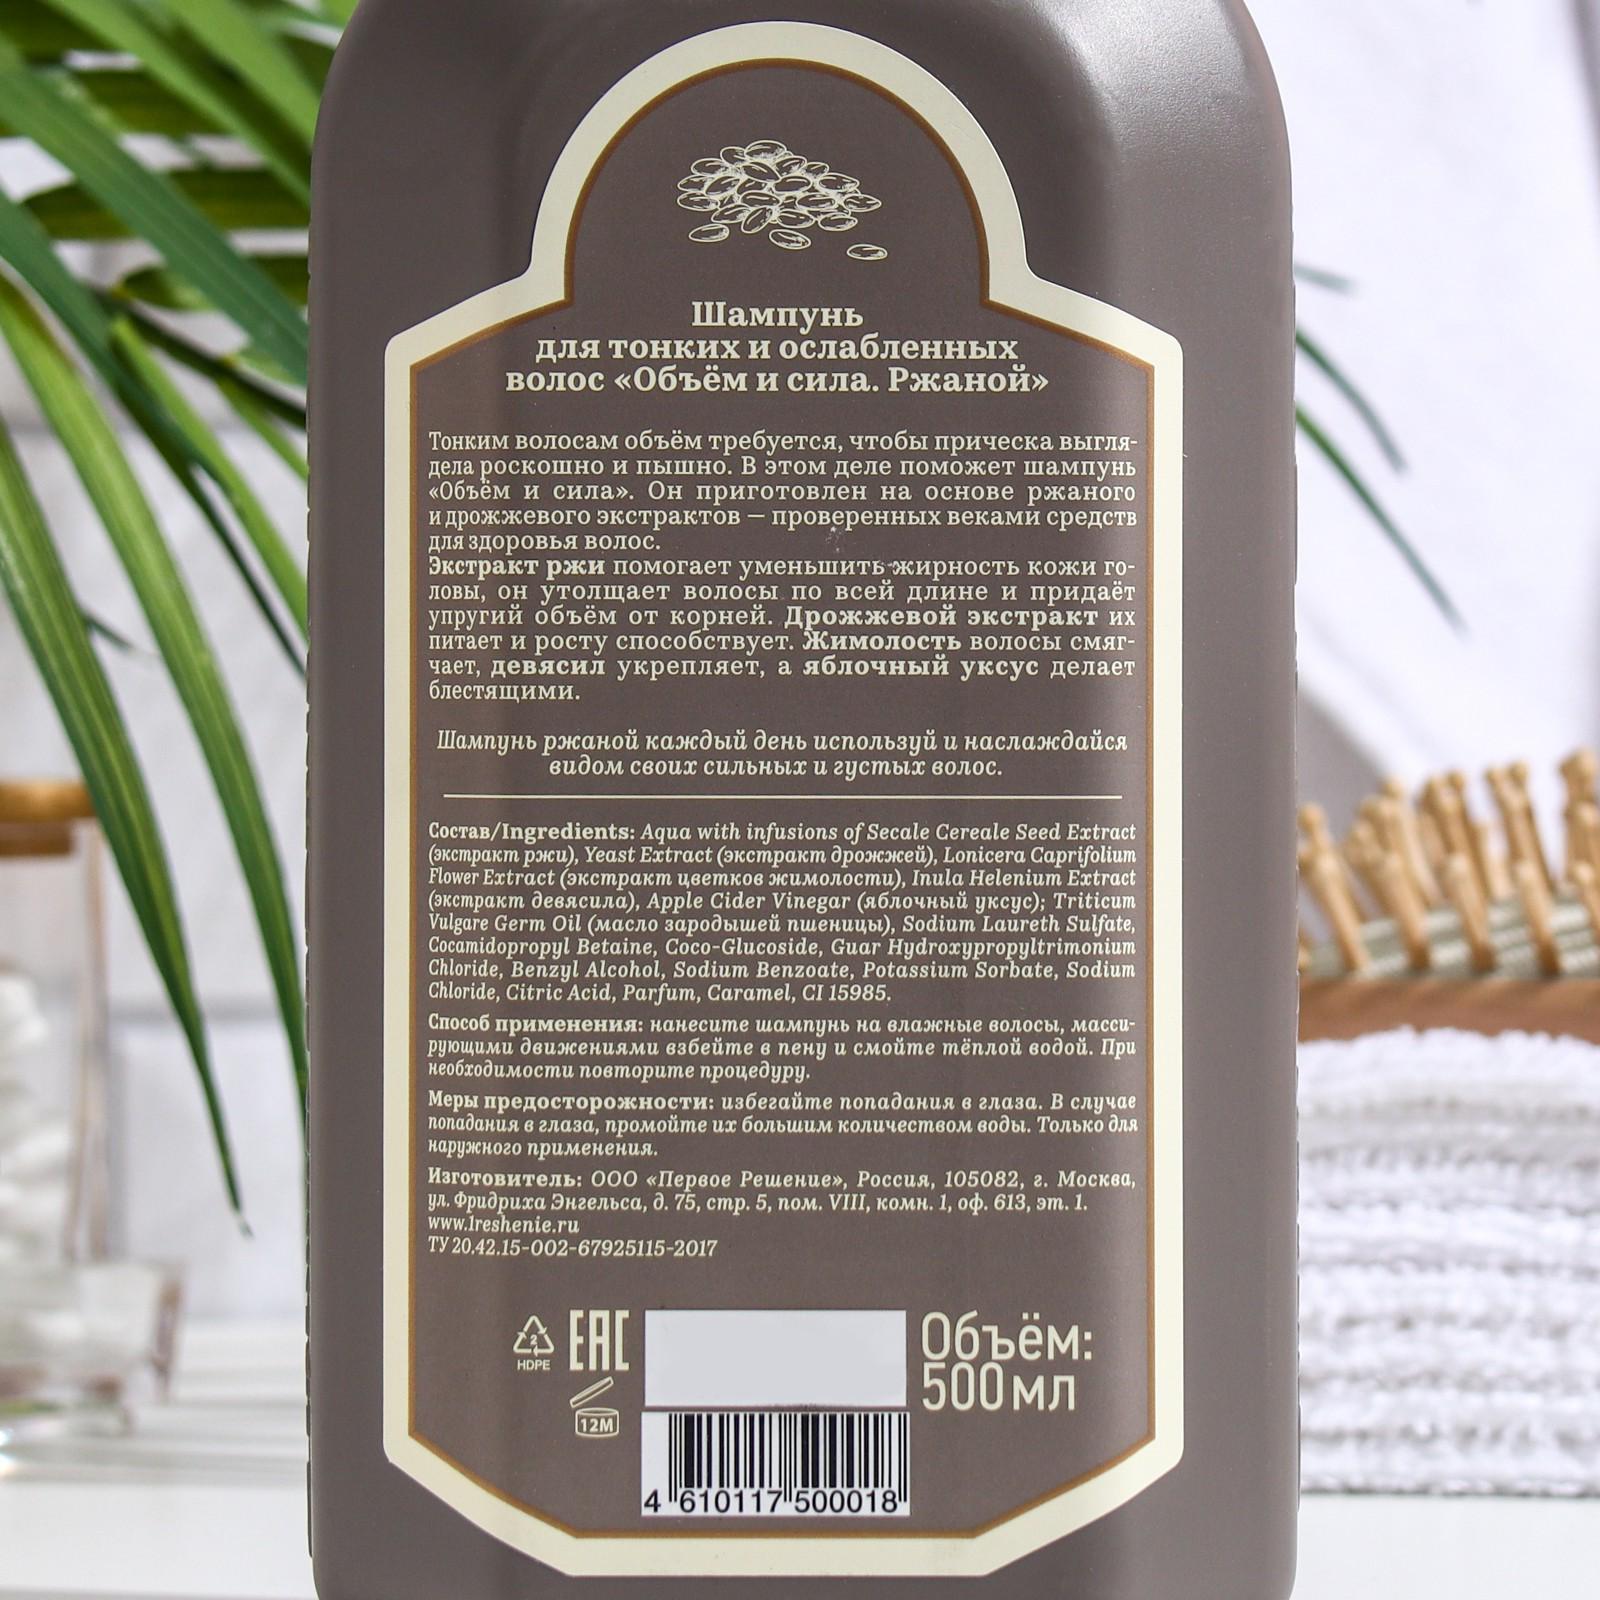 Шампунь
для тонких и ослабленных
волос «Объём и сила. Ржаной»
Тонким волосам объём требуется, чтобы прическа выгля-
дела роскошно и пышно. В этом деле поможет шампунь
«Объём и сила». Он приготовлен на основе ржаного
и дрожжевого экстрактов — проверенных веками средств
для здоровья волос.
Экстракт ржи помогает уменьшить жирность кожи го-
ловы, он утолщает волосы по всей длине и придаёт
упругий объём от корней. Дрожжевой экстракт их
питает и росту способствует. Жимолость волосы смяг-
чает, девясил укрепляет, а яблочный уксус делает
блестящими.
Шампунь ржаной каждый день используй и наслаждайся
видом своих сильных и густых волос.
Состав/Ingredients: Aqua with infusions of Secale Cereale Seed Extract
(экстракт ржи), Yeast Extract (экстракт дрожжей), Lonicera Caprifolium
Flower Extract (экстракт цветков жимолости), Inula Helenium Extract
(экстракт девясила), Apple Cider Vinegar (яблочный уксус); Triticum
Vulgare Germ Oil (масло зародышей пшеницы), Sodium Laureth Sulfate,
Cocamidopropyl Betaine, Coco-Glucoside, Guar Hydroxypropyltrimonium
Chloride, Benzyl Alcohol, Sodium Benzoate, Potassium Sorbate, Sodium
Chloride, Citric Acid, Parfum, Caramel, CI 15985.
Способ применения: нанесите шампунь на влажные волосы, масси-
рующими движениями взбейте в пену и смойте тёплой водой. При
необходимости повторите процедуру.
Меры предосторожности: избегайте попадания в глаза. В случае
попадания в глаза, промойте их большим количеством воды. Только для
наружного применения.
Изготовитель: ООО «Первое Решение», Россия, 105082, г. Москва,
ул. Фридриха Энгельса, д. 75, стр. 5, пом. VIII, комн. 1, оф. 613, эт. 1.
www.1reshenie.ru
ТУ 20.42.15-002-67925115-2017
2
HDPE
EAC
12M
Объём:
500 мл
4 610117 500018